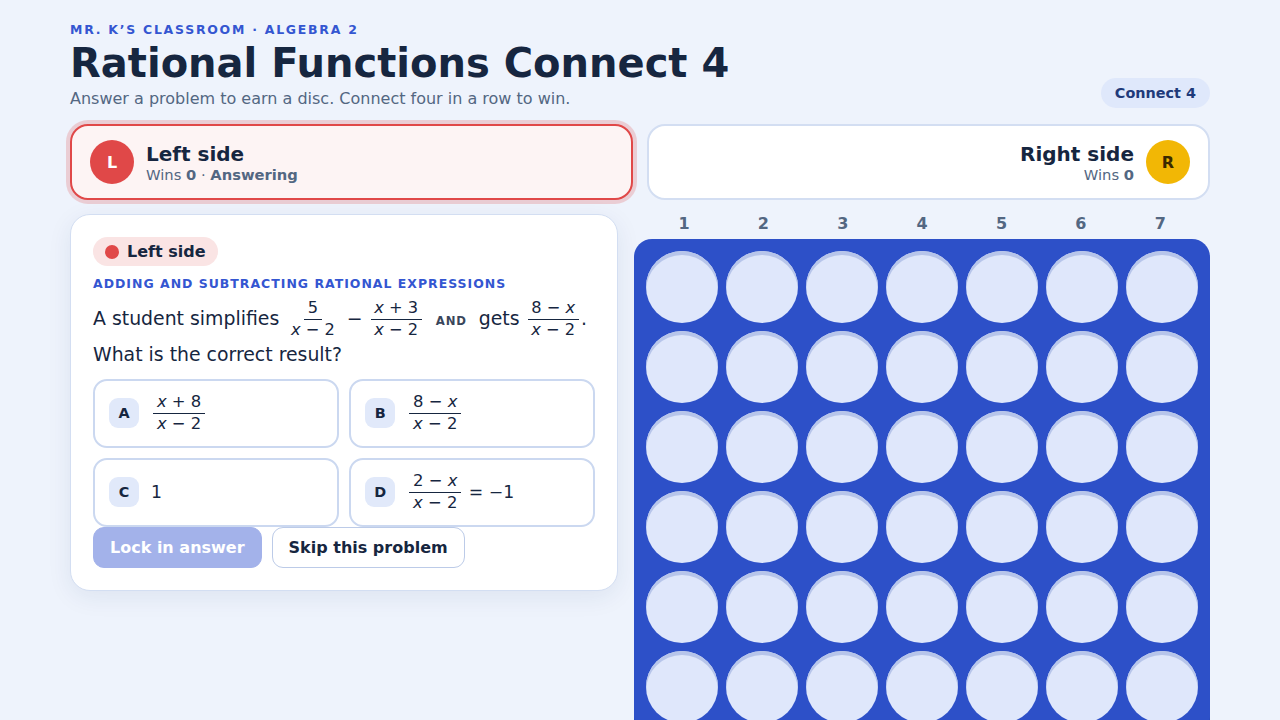 MR. K’S CLASSROOM · ALGEBRA 2
Rational Functions Connect 4
Answer a problem to earn a disc. Connect four in a row to win.
Connect 4
L
Left side
Wins 0 · Answering
Right side
Wins 0
R
Left side
ADDING AND SUBTRACTING RATIONAL EXPRESSIONS
A student simplifies 5/(x − 2) − (x + 3)/(x − 2) AND gets (8 − x)/(x − 2).
What is the correct result?
A (x + 8)/(x − 2)
B (8 − x)/(x − 2)
C 1
D (2 − x)/(x − 2) = −1
Lock in answer
Skip this problem
1 2 3 4 5 6 7